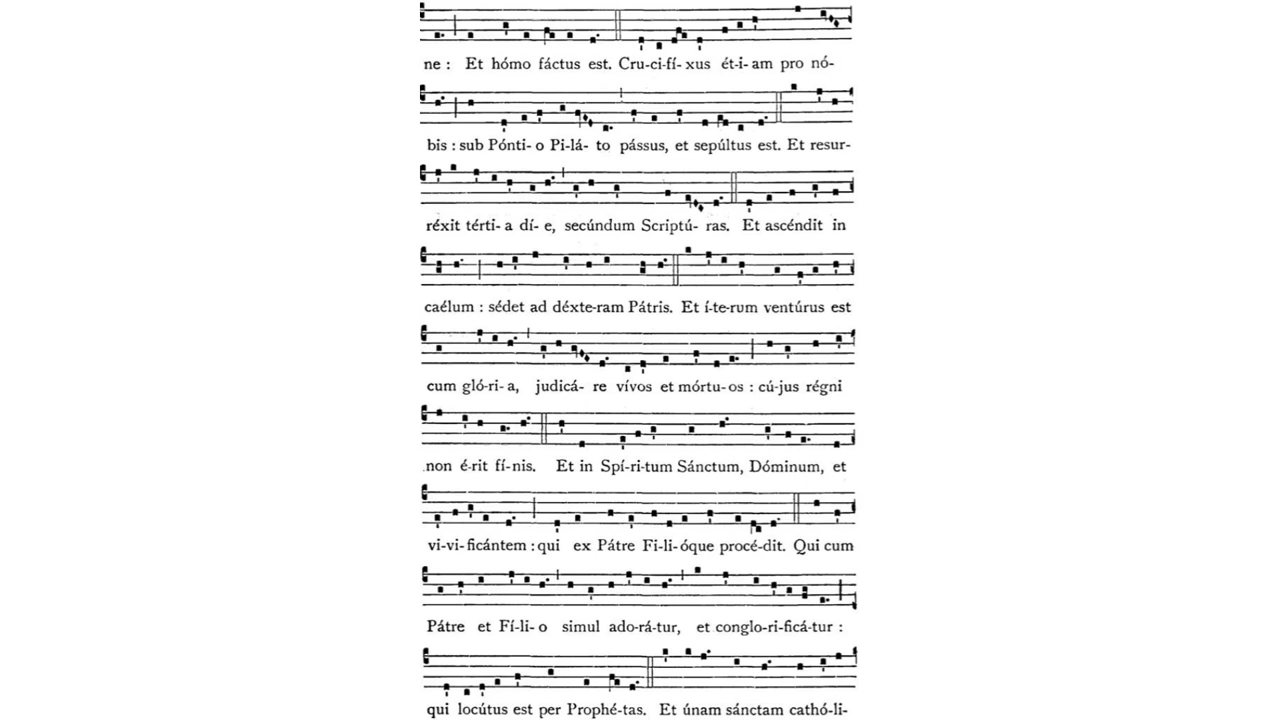 ne : Et hómo fáctus est. Cru-ci-fí-xus ét-i-am pro nó-
bis : sub Pónti-o Pi-lá-to pássus, et sepúltus est. Et resur-
réxit térti-a dí-e, secúndum Scriptú-ras. Et ascéndit in
caélum : sédet ad déxte-ram Pátris. Et í-te-rum ventúrus est
cum gló-ri-a, judicá-re vívos et mórtu-os : cú-jus régni
non é-rit fí-nis. Et in Spí-ri-tum Sánctum, Dóminum, et
vi-vi-ficántem : qui ex Pátre Fi-li-óque procé-dit. Qui cum
Pátre et Fí-li-o simul ado-rá-tur, et conglo-ri-ficá-tur :
qui locútus est per Prophé-tas. Et únam sánctam cathó-li-